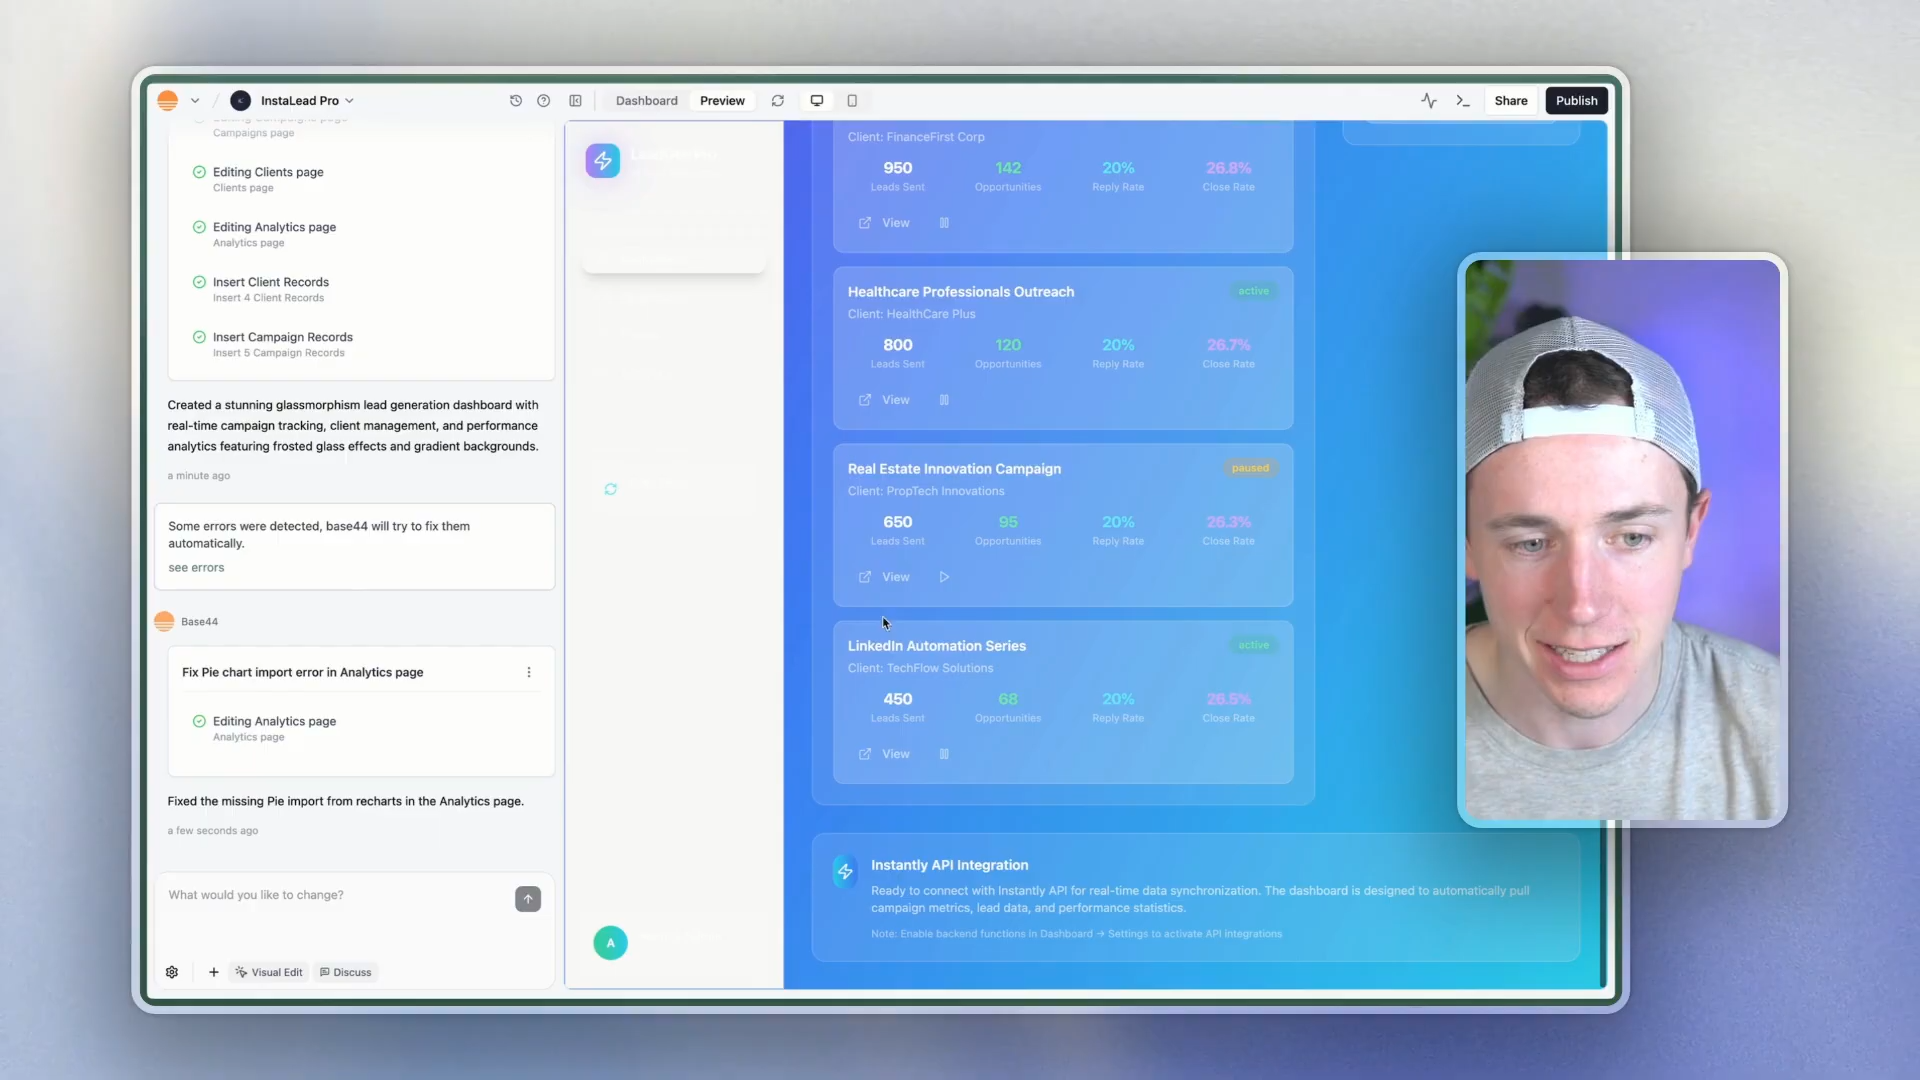 InstaLead Pro
Dashboard
Preview
Share
Publish
Editing Campaigns page
Campaigns page
Editing Clients page
Clients page
Editing Analytics page
Analytics page
Insert Client Records
Insert 4 Client Records
Insert Campaign Records
Insert 5 Campaign Records
Created a stunning glassmorphism lead generation dashboard with
real-time campaign tracking, client management, and performance
analytics featuring frosted glass effects and gradient backgrounds.
a minute ago
Some errors were detected, base44 will try to fix them
automatically.
see errors
Base44
Fix Pie chart import error in Analytics page
Editing Analytics page
Analytics page
Fixed the missing Pie import from recharts in the Analytics page.
a few seconds ago
What would you like to change?
Visual Edit
Discuss
A
Client: FinanceFirst Corp
950 142 20% 26.8%
Leads Sent Opportunities Reply Rate Close Rate
View
Healthcare Professionals Outreach active
Client: HealthCare Plus
800 120 20% 26.7%
Leads Sent Opportunities Reply Rate Close Rate
View
Real Estate Innovation Campaign paused
Client: PropTech Innovations
650 95 20% 26.3%
Leads Sent Opportunities Reply Rate Close Rate
View
LinkedIn Automation Series active
Client: TechFlow Solutions
450 68 20% 26.5%
Leads Sent Opportunities Reply Rate Close Rate
View
Instantly API Integration
Ready to connect with Instantly API for real-time data synchronization. The dashboard is designed to automatically pull
campaign metrics, lead data, and performance statistics.
Note: Enable backend functions in Dashboard → Settings to activate API integrations